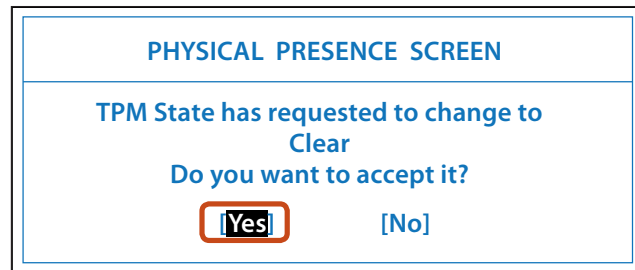 PHYSICAL PRESENCE SCREEN
TPM State has requested to change to
Clear
Do you want to accept it?
[Yes] [No]